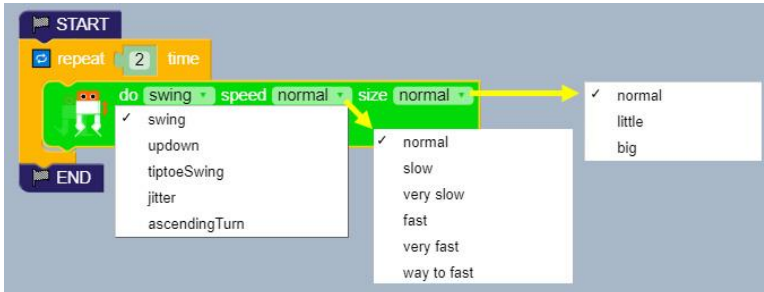 START
repeat 2 time
do swing speed normal size normal
✓ swing
updown
tiptoeSwing
jitter
ascendingTurn
✓ normal
slow
very slow
fast
very fast
way to fast
✓ normal
little
big
END